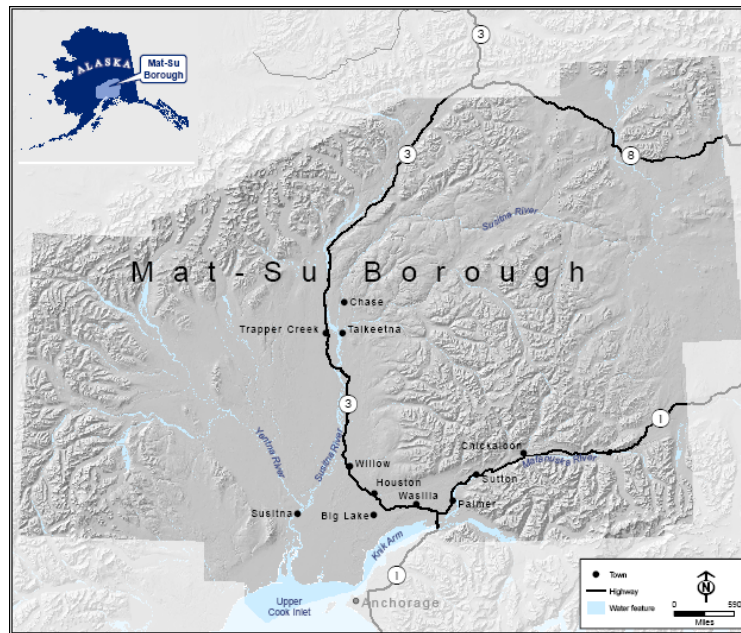 ALASKA
Mat-Su
Borough
3
3
8
Susitna River
Mat-Su Borough
Chase
Trapper Creek
Talkeetna
3
1
Yentna River
Susitna River
Chickaloon
Matanuska River
Willow
Sutton
Houston
Wasilla
Palmer
Susitna
Big Lake
Knik Arm
1
Upper
Cook Inlet
Anchorage
Town
Highway
Water feature
N
0
590
Miles